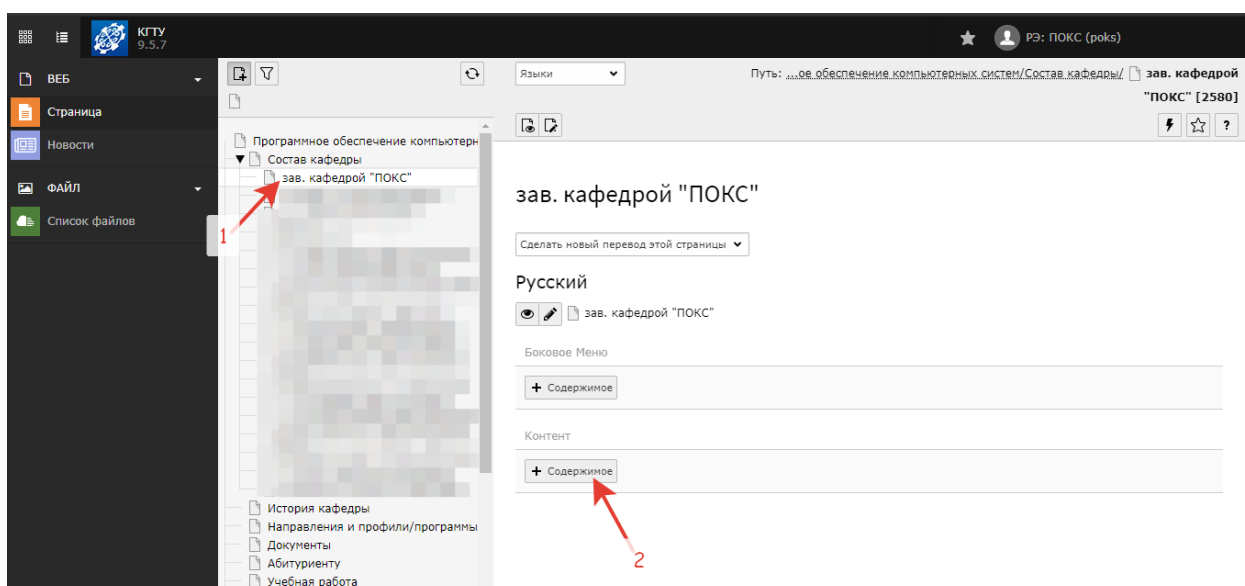 КГТУ
9.5.7
РЭ: ПОКС (poks)
ВЕБ
Страница
Новости
ФАЙЛ
Список файлов
Программное обеспечение компьютерн
Состав кафедры
зав. кафедрой "ПОКС"
1
История кафедры
Направления и профили/программы
Документы
Абитуриенту
Учебная работа
Языки
Путь: ...ое обеспечение компьютерных систем/Состав кафедры/ зав. кафедрой
"ПОКС" [2580]
?
зав. кафедрой "ПОКС"
Сделать новый перевод этой страницы
Русский
зав. кафедрой "ПОКС"
Боковое Меню
+ Содержимое
Контент
+ Содержимое
2